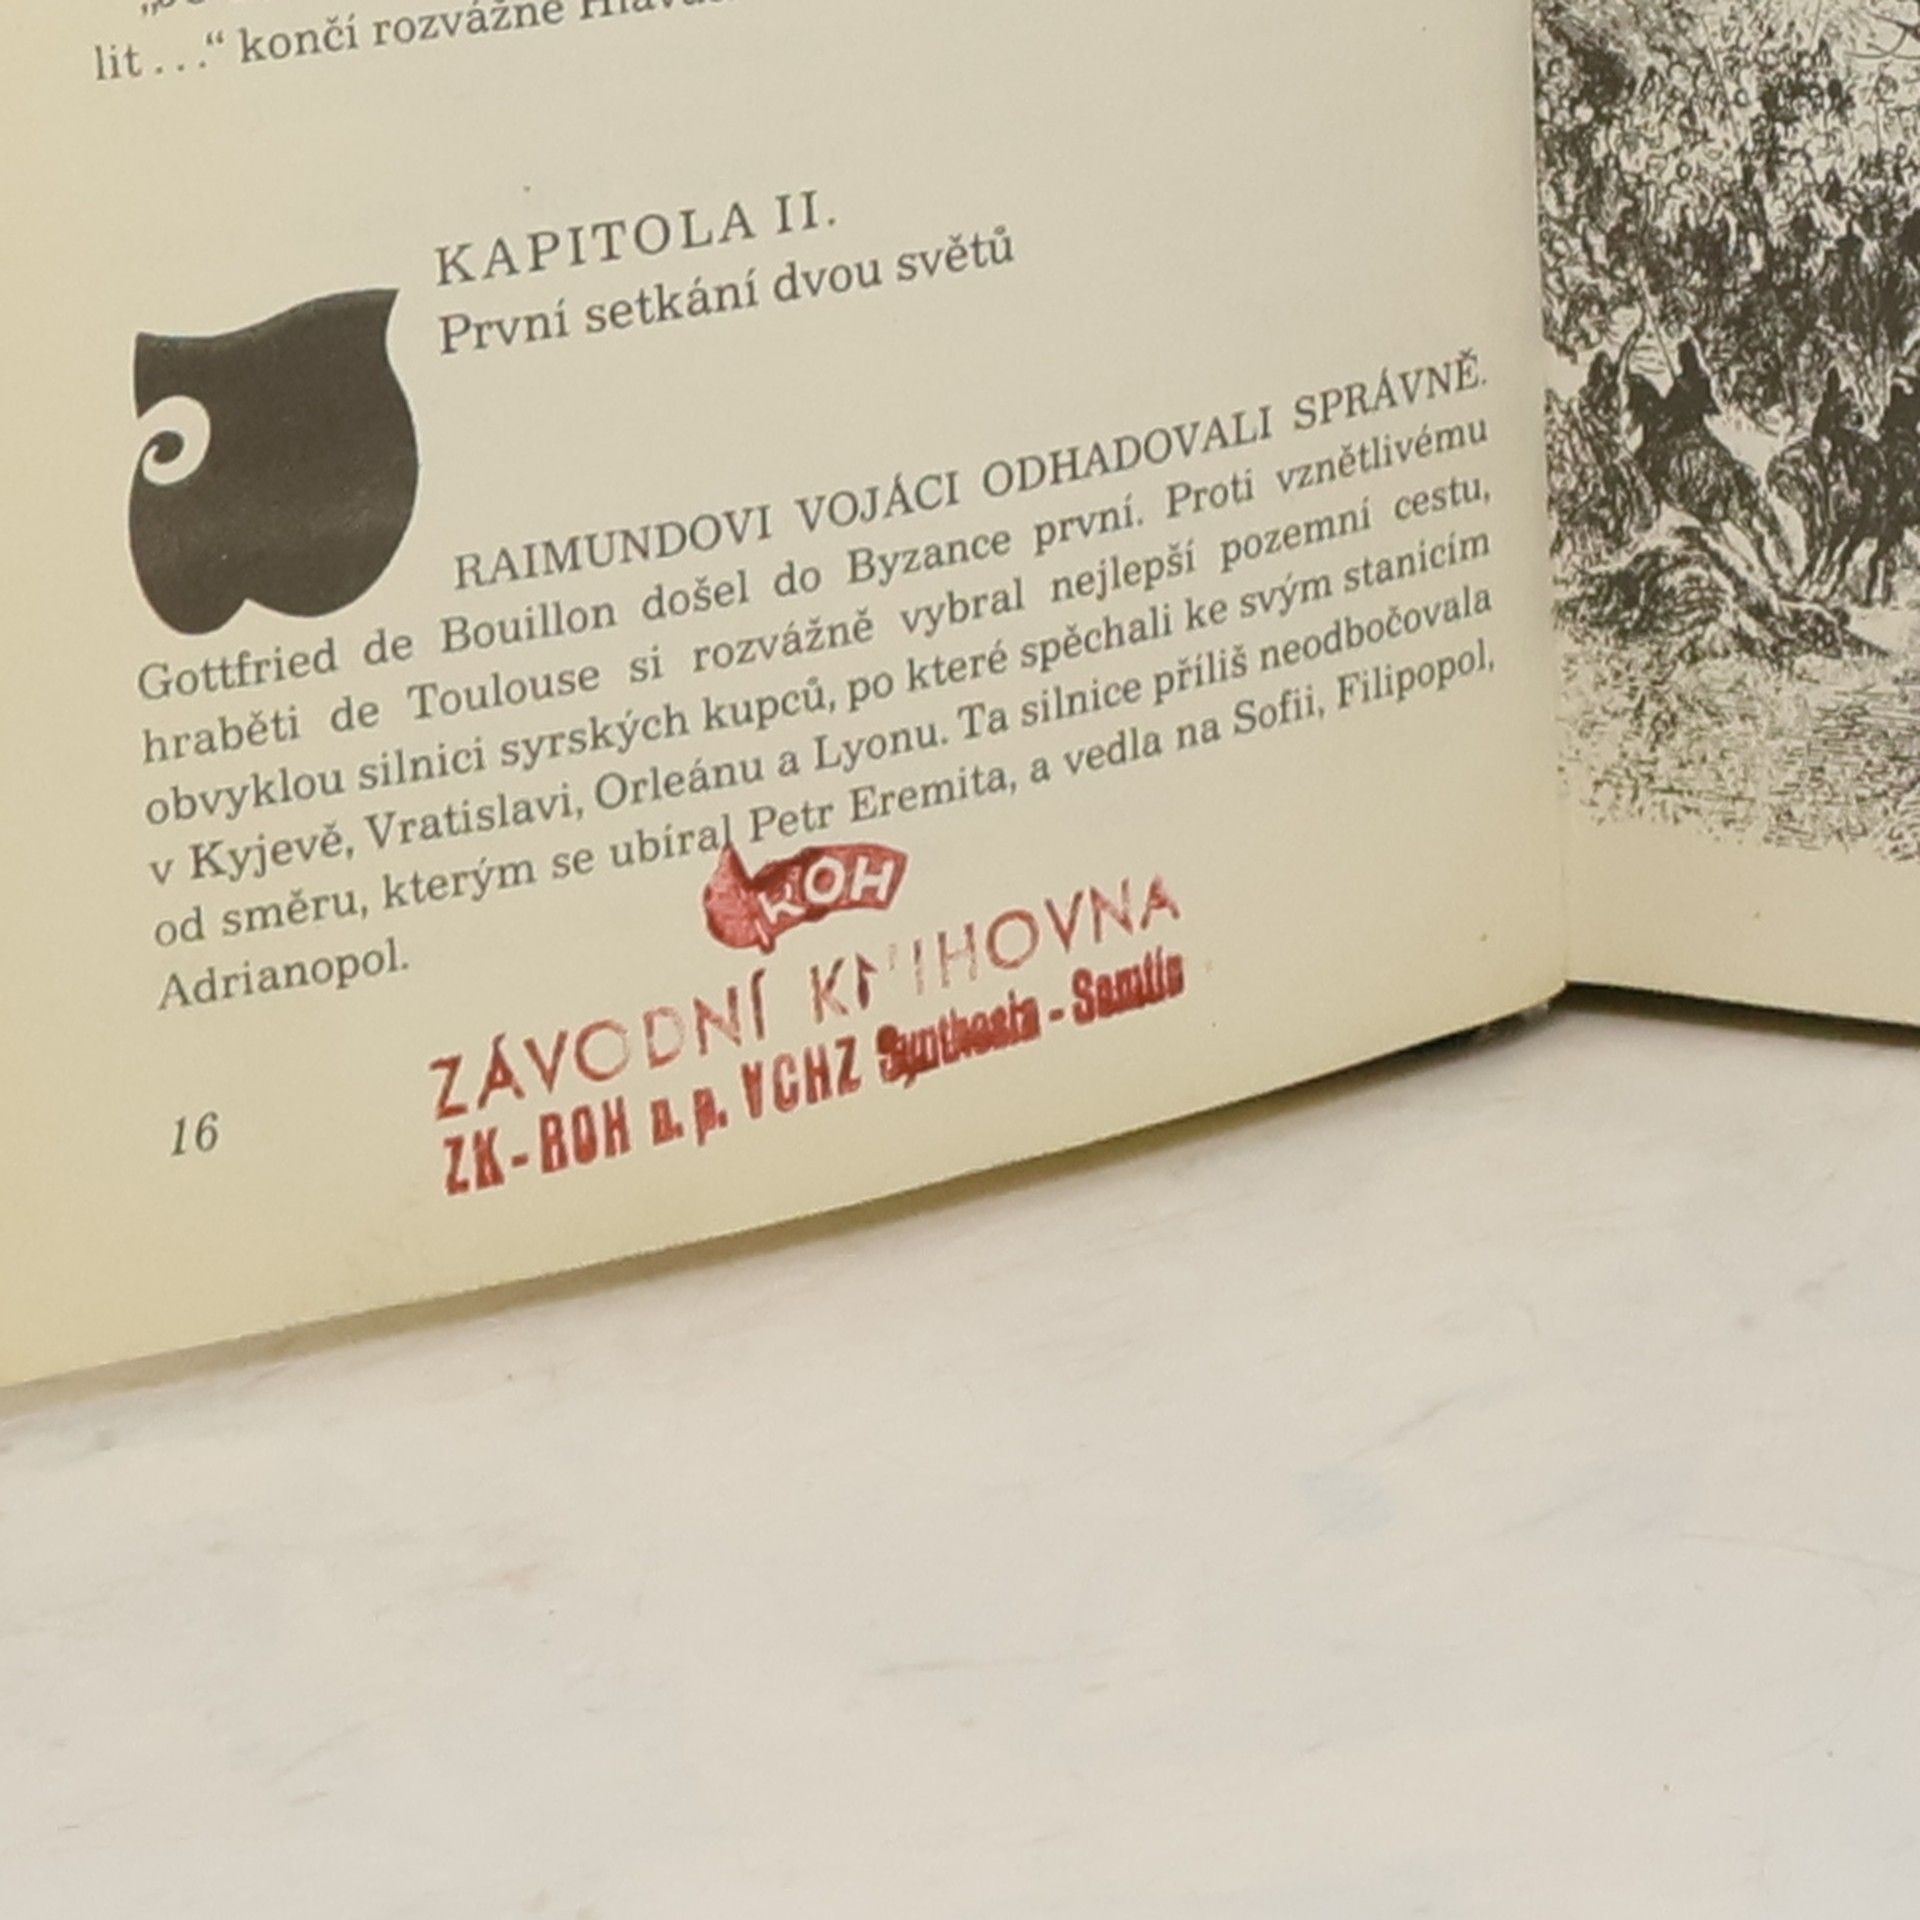 lit . . .“ končí rozvážně
KAPITOLA II.
První setkání dvou světů
RAIMUNDOVI VOJÁCI ODHADOVALI SPRÁVNĚ.
Gottfried de Bouillon došel do Byzance první. Proti vznětlivému
hraběti de Toulouse si rozvážně vybral nejlepší pozemní cestu,
obvyklou silnici syrských kupců, po které spěchali ke svým stanicím
v Kyjevě, Vratislavi, Orleánu a Lyonu. Ta silnice příliš neodbočovala
od směru, kterým se ubíral Petr Eremita, a vedla na Sofii, Filipopol,
Adrianopol.
ROH
ZÁVODNÍ KNIHOVNA
ZK - ROH n. p. VCHZ Synthesia - Semtín
16